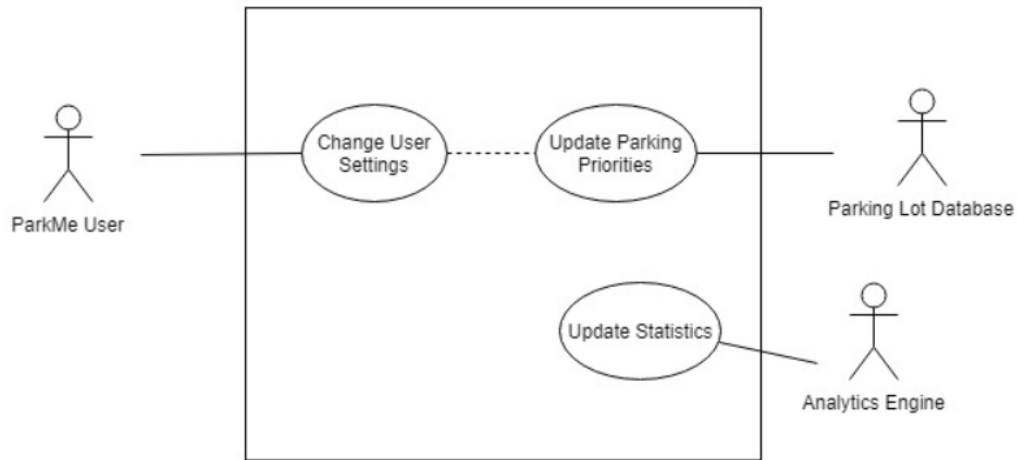 Change User
Settings
Update Parking
Priorities
ParkMe User
Parking Lot Database
Update Statistics
Analytics Engine